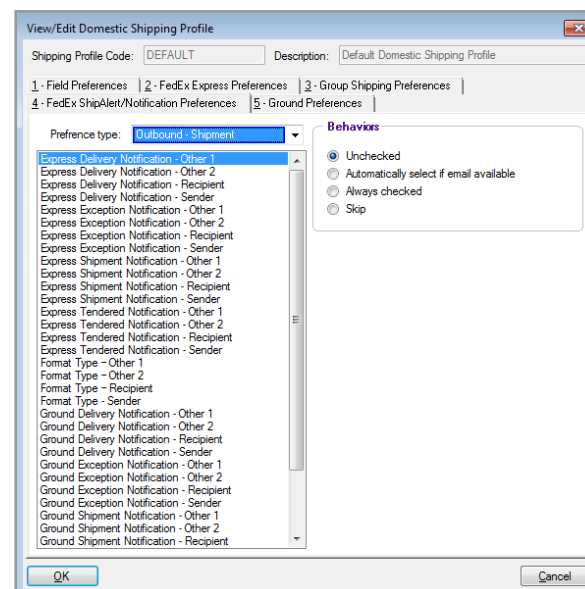 View/Edit Domestic Shipping Profile
Shipping Profile Code: DEFAULT Description: Default Domestic Shipping Profile
1 - Field Preferences 2 - FedEx Express Preferences 3 - Group Shipping Preferences
4 - FedEx ShipAlert/Notification Preferences 5 - Ground Preferences
Prefrence type: Outbound - Shipment
Behaviors
Express Delivery Notification - Other 1
Express Delivery Notification - Other 2
Express Delivery Notification - Recipient
Express Delivery Notification - Sender
Express Exception Notification - Other 1
Express Exception Notification - Other 2
Express Exception Notification - Recipient
Express Exception Notification - Sender
Express Shipment Notification - Other 1
Express Shipment Notification - Other 2
Express Shipment Notification - Recipient
Express Shipment Notification - Sender
Express Tendered Notification - Other 1
Express Tendered Notification - Other 2
Express Tendered Notification - Recipient
Express Tendered Notification - Sender
Format Type – Other 1
Format Type – Other 2
Format Type – Recipient
Format Type - Sender
Ground Delivery Notification - Other 1
Ground Delivery Notification - Other 2
Ground Delivery Notification - Recipient
Ground Delivery Notification - Sender
Ground Exception Notification - Other 1
Ground Exception Notification - Other 2
Ground Exception Notification - Recipient
Ground Exception Notification - Sender
Ground Shipment Notification - Other 1
Ground Shipment Notification - Other 2
Ground Shipment Notification - Recipient
Unchecked
Automatically select if email available
Always checked
Skip
OK
Cancel